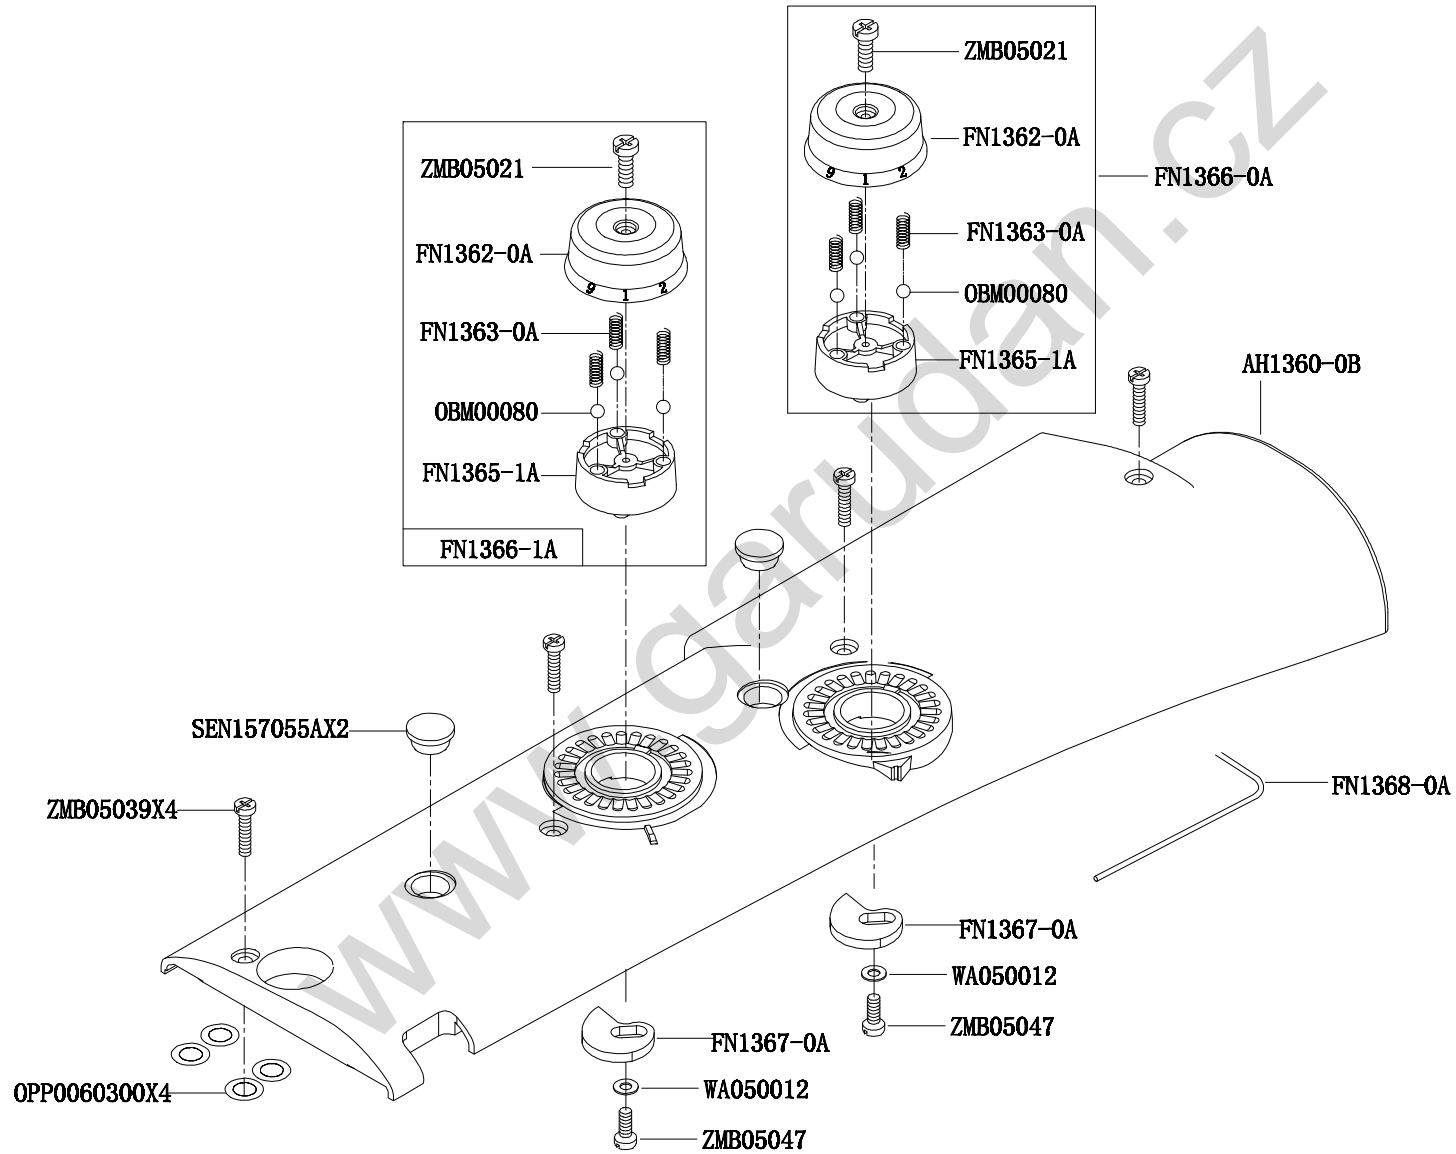 ZMB05021
FN1362-0A
9 1 2
FN1366-0A
FN1363-0A
OBM00080
FN1365-1A
ZMB05021
FN1362-0A
9 1 2
FN1363-0A
OBM00080
FN1365-1A
FN1366-1A
AH1360-0B
SEN157055AX2
ZMB05039X4
FN1368-0A
FN1367-0A
WA050012
ZMB05047
FN1367-0A
WA050012
ZMB05047
OPP0060300X4
www.garudan.cz